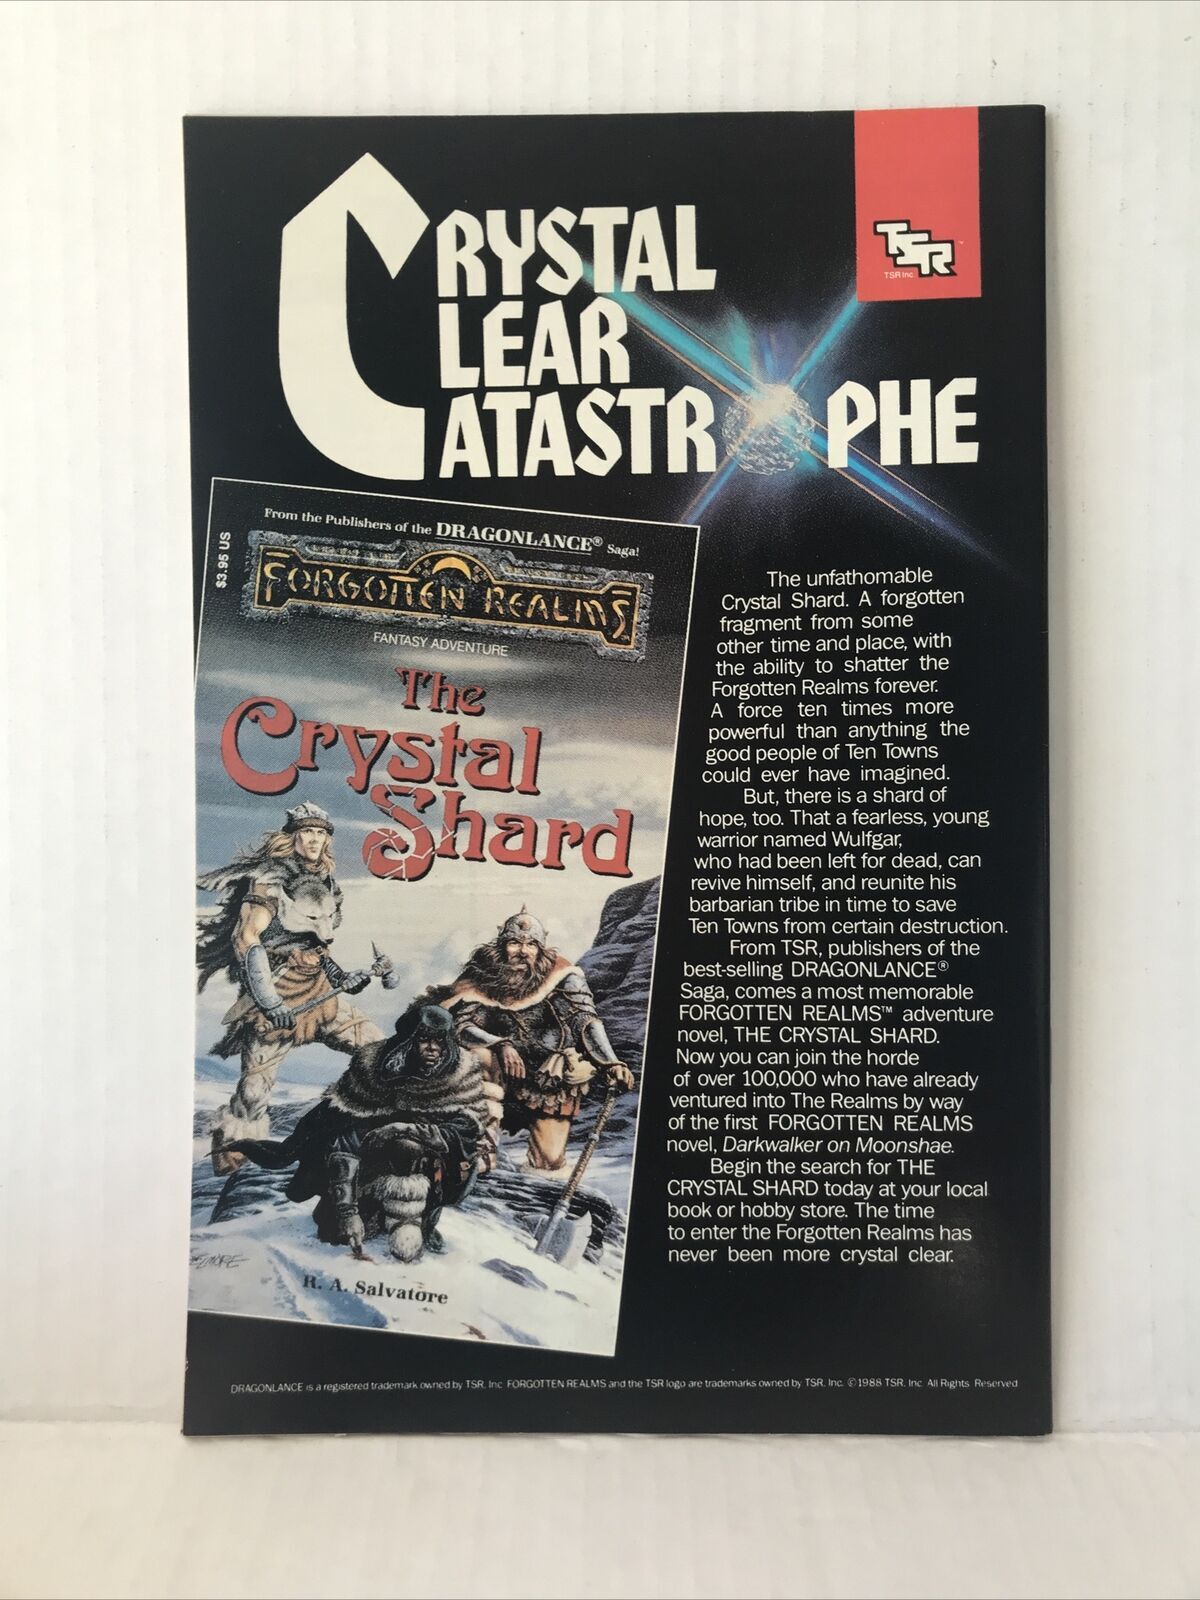 CRYSTAL
CLEAR
CATASTROPHE
TSR™
TSR Inc
$3.95 US
From the Publishers of the DRAGONLANCE® Saga!
FORGOTTEN REALMS
FANTASY ADVENTURE
The
Crystal
Shard
R. A. Salvatore
The unfathomable
Crystal Shard. A forgotten
fragment from some
other time and place, with
the ability to shatter the
Forgotten Realms forever.
A force ten times more
powerful than anything the
good people of Ten Towns
could ever have imagined.
But, there is a shard of
hope, too. That a fearless, young
warrior named Wulfgar,
who had been left for dead, can
revive himself, and reunite his
barbarian tribe in time to save
Ten Towns from certain destruction.
From TSR, publishers of the
best-selling DRAGONLANCE®
Saga, comes a most memorable
FORGOTTEN REALMS™ adventure
novel, THE CRYSTAL SHARD.
Now you can join the horde
of over 100,000 who have already
ventured into The Realms by way
of the first FORGOTTEN REALMS
novel, Darkwalker on Moonshae.
Begin the search for THE
CRYSTAL SHARD today at your local
book or hobby store. The time
to enter the Forgotten Realms has
never been more crystal clear.
DRAGONLANCE is a registered trademark owned by TSR, Inc FORGOTTEN REALMS and the TSR logo are trademarks owned by TSR, Inc. ©1988 TSR, Inc All Rights Reserved